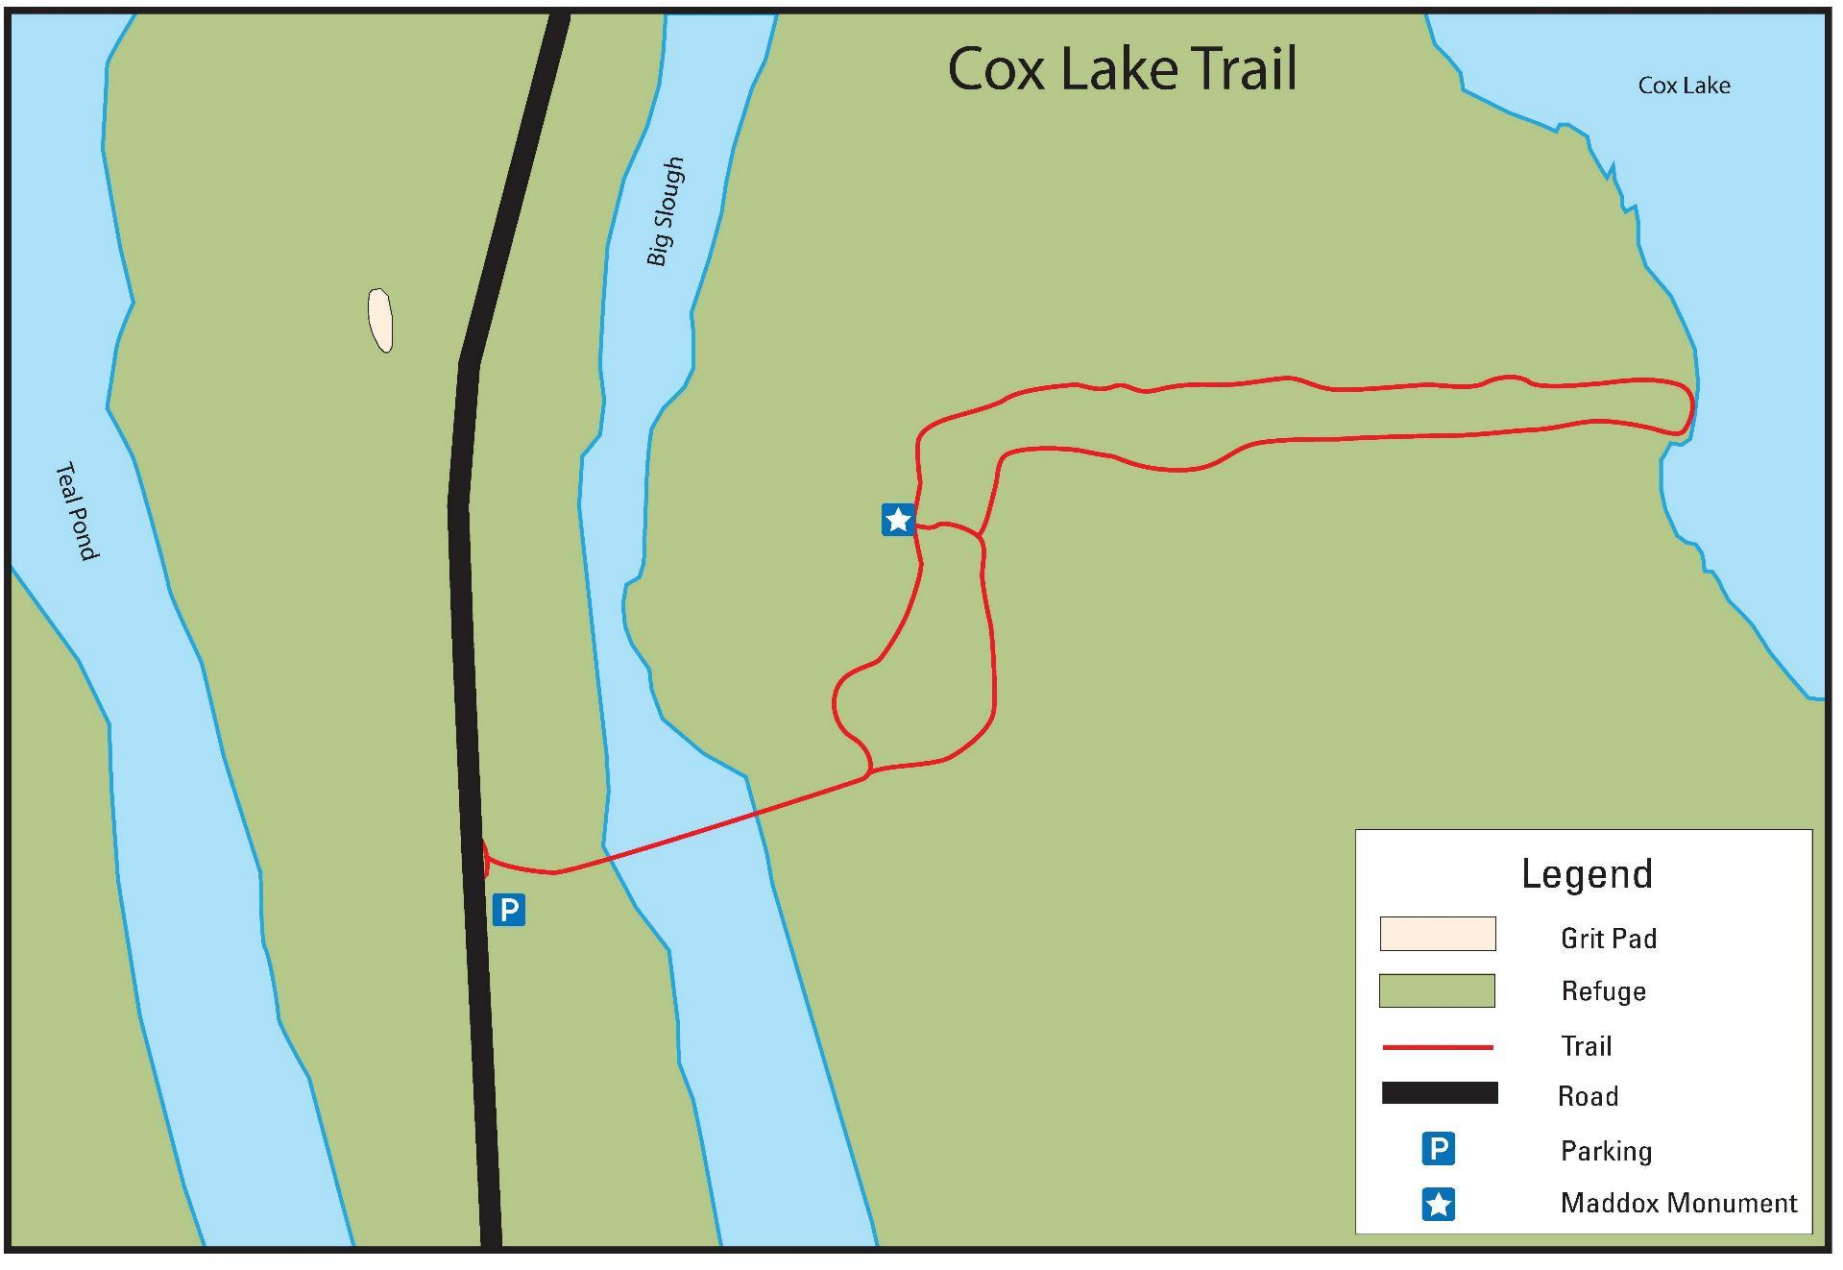 Cox Lake Trail
Cox Lake
Big Slough
Teal Pond
P
Legend
Grit Pad
Refuge
Trail
Road
P Parking
Maddox Monument